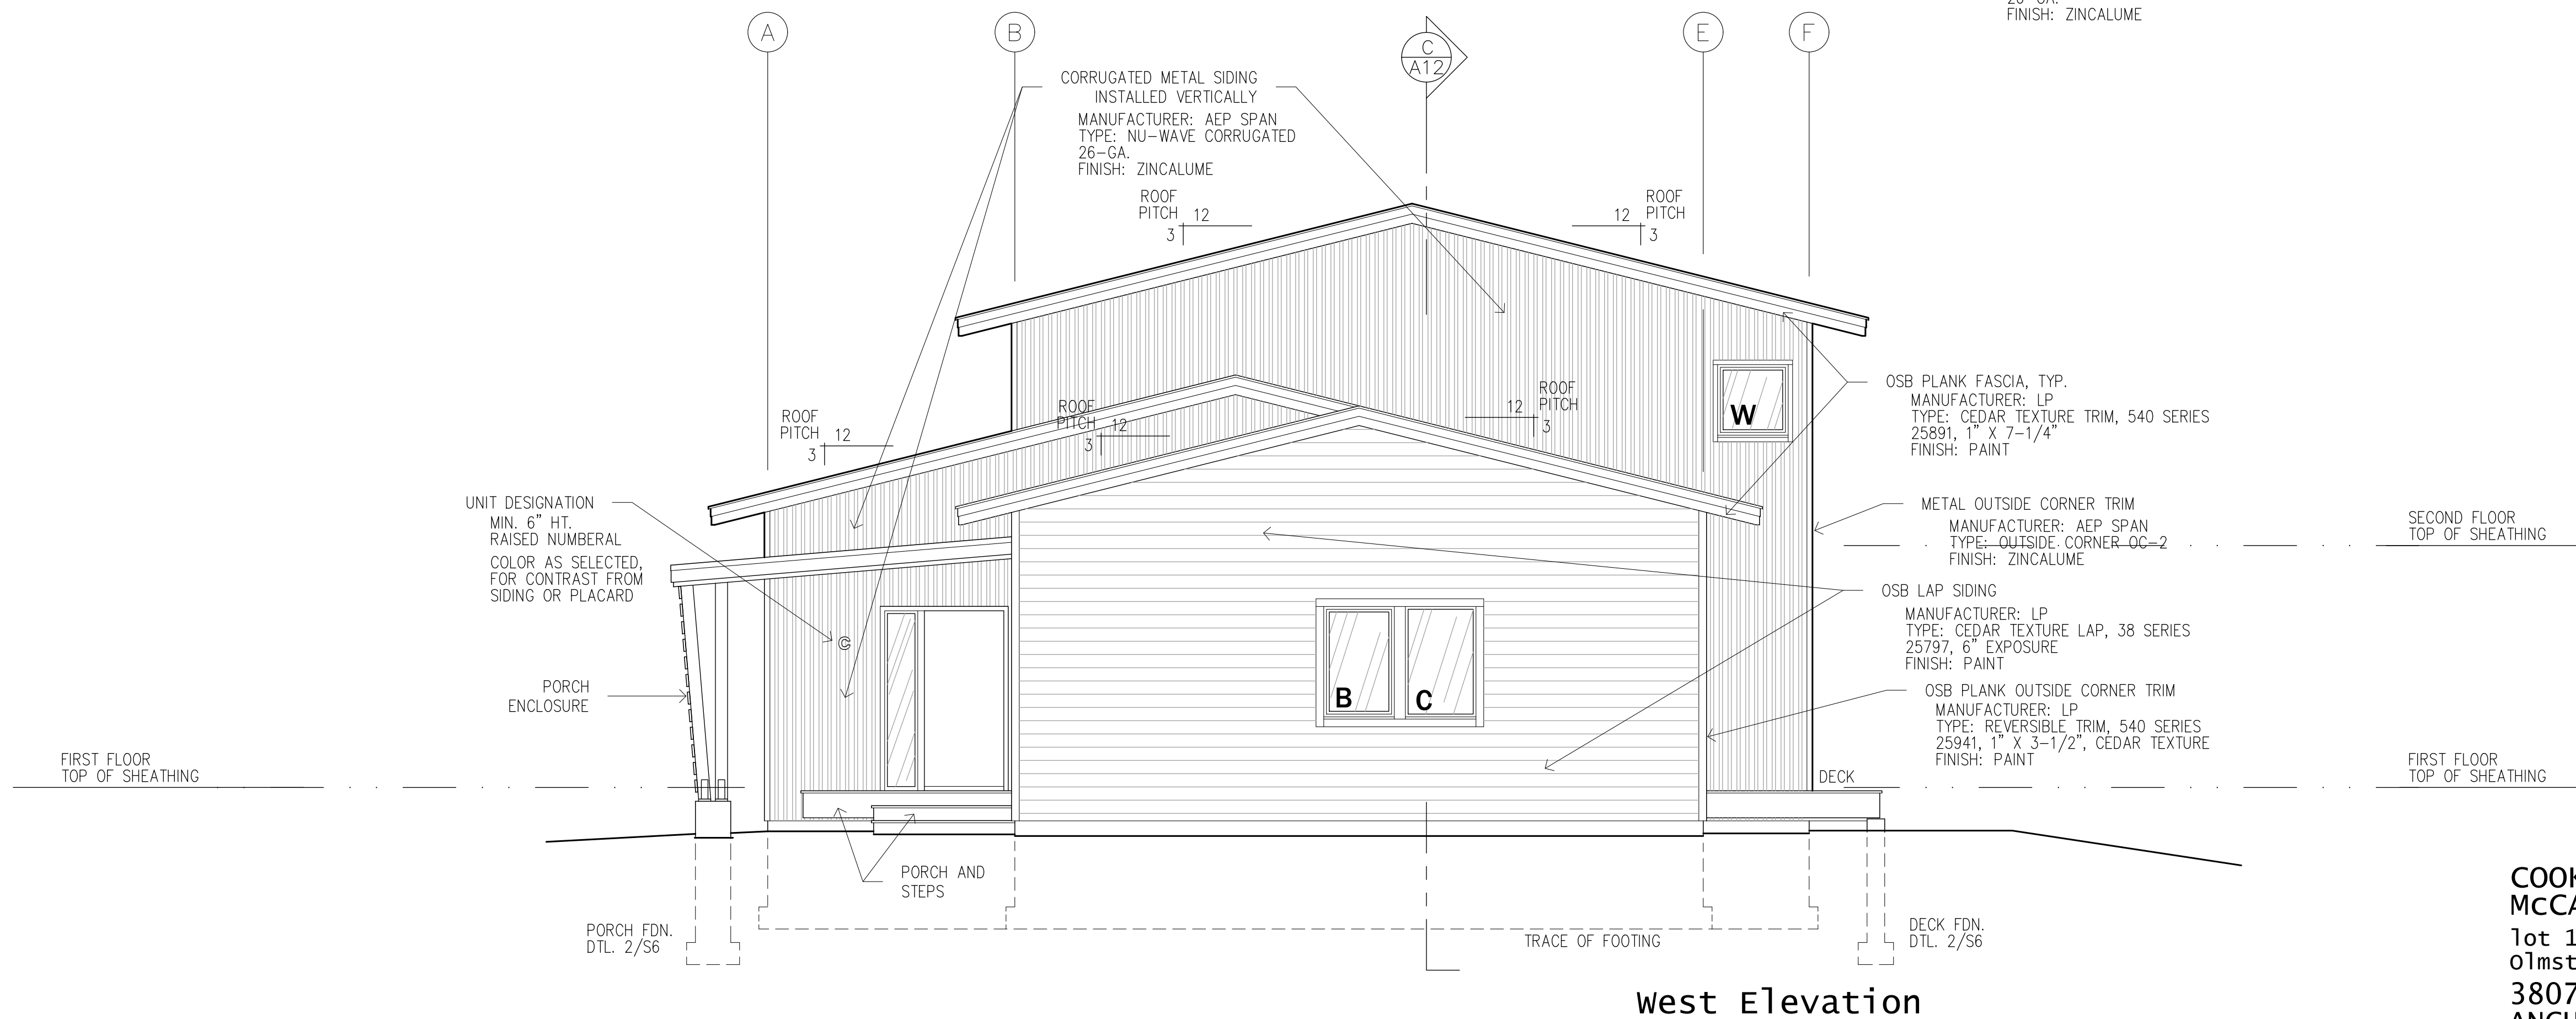 20-GA.
FINISH: ZINCALUME
A
B
C
A12
E
F
CORRUGATED METAL SIDING
INSTALLED VERTICALLY
MANUFACTURER: AEP SPAN
TYPE: NU-WAVE CORRUGATED
26-GA.
FINISH: ZINCALUME
ROOF
PITCH
12
3
ROOF
PITCH
12
3
ROOF
PITCH
12
3
ROOF
PITCH
12
3
ROOF
PITCH
12
3
W
OSB PLANK FASCIA, TYP.
MANUFACTURER: LP
TYPE: CEDAR TEXTURE TRIM, 540 SERIES
25891, 1" X 7-1/4"
FINISH: PAINT
UNIT DESIGNATION
MIN. 6" HT.
RAISED NUMBERAL
COLOR AS SELECTED,
FOR CONTRAST FROM
SIDING OR PLACARD
METAL OUTSIDE CORNER TRIM
MANUFACTURER: AEP SPAN
TYPE: OUTSIDE CORNER OC-2
FINISH: ZINCALUME
SECOND FLOOR
TOP OF SHEATHING
OSB LAP SIDING
MANUFACTURER: LP
TYPE: CEDAR TEXTURE LAP, 38 SERIES
25797, 6" EXPOSURE
FINISH: PAINT
C
B
C
PORCH
ENCLOSURE
OSB PLANK OUTSIDE CORNER TRIM
MANUFACTURER: LP
TYPE: REVERSIBLE TRIM, 540 SERIES
25941, 1" X 3-1/2", CEDAR TEXTURE
FINISH: PAINT
FIRST FLOOR
TOP OF SHEATHING
DECK
FIRST FLOOR
TOP OF SHEATHING
PORCH AND
STEPS
PORCH FDN.
DTL. 2/S6
TRACE OF FOOTING
DECK FDN.
DTL. 2/S6
West Elevation
COOK
McCA
lot 1
Olmst
3807